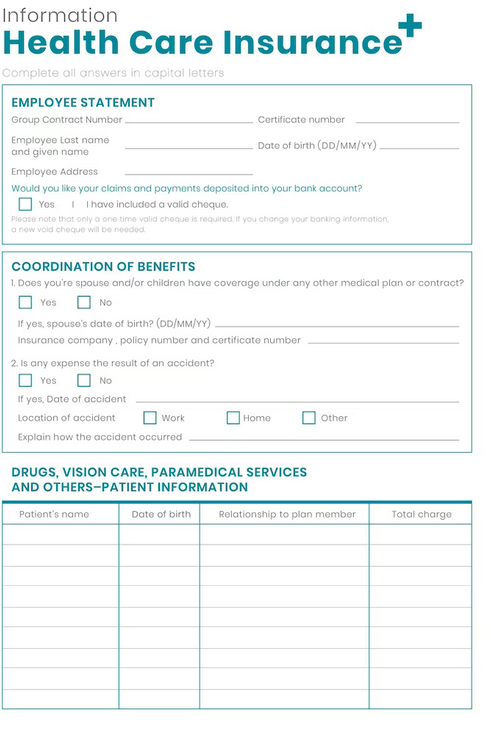 Information
Health Care Insurance+
Complete all answers in capital letters
EMPLOYEE STATEMENT
Group Contract Number
Certificate number
Employee Last name
and given name
Date of birth (DD/MM/YY)
Employee Address
Would you like your claims and payments deposited into your bank account?
Yes I I have included a valid cheque.
Please note that only a one time valid cheque is required. If you change your banking information,
a new void cheque will be needed.
COORDINATION OF BENEFITS
1. Does you're spouse and/or children have coverage under any other medical plan or contract?
Yes No
If yes, spouse's date of birth? (DD/MM/YY)
Insurance company , policy number and certificate number
2. Is any expense the result of an accident?
Yes No
If yes, Date of accident
Location of accident Work Home Other
Explain how the accident occurred
DRUGS, VISION CARE, PARAMEDICAL SERVICES
AND OTHERS–PATIENT INFORMATION
Patient's name Date of birth Relationship to plan member Total charge